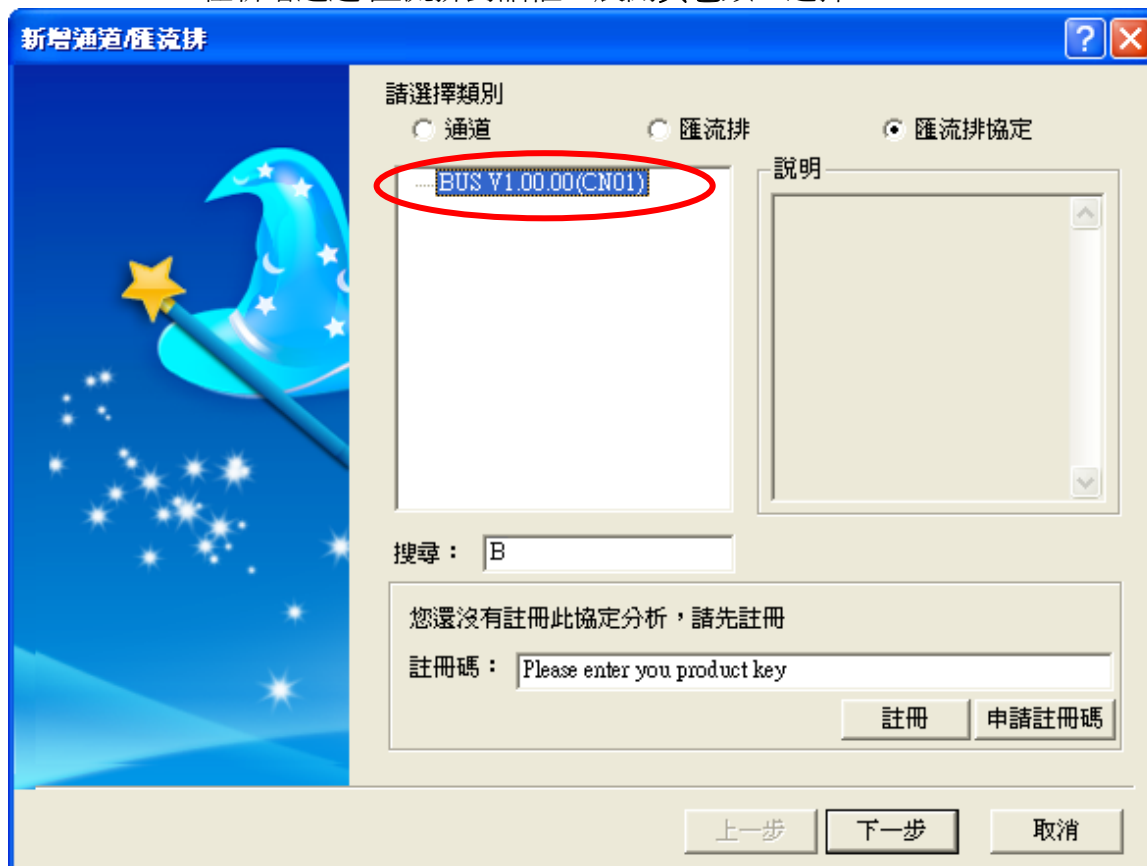 新增通道/匯流排
請選擇類別
通道 匯流排 匯流排協定
BUS V1.00.00(CN01)
說明
搜尋： B
您還沒有註冊此協定分析，請先註冊
註冊碼： Please enter you product key
註冊 申請註冊碼
上一步 下一步 取消